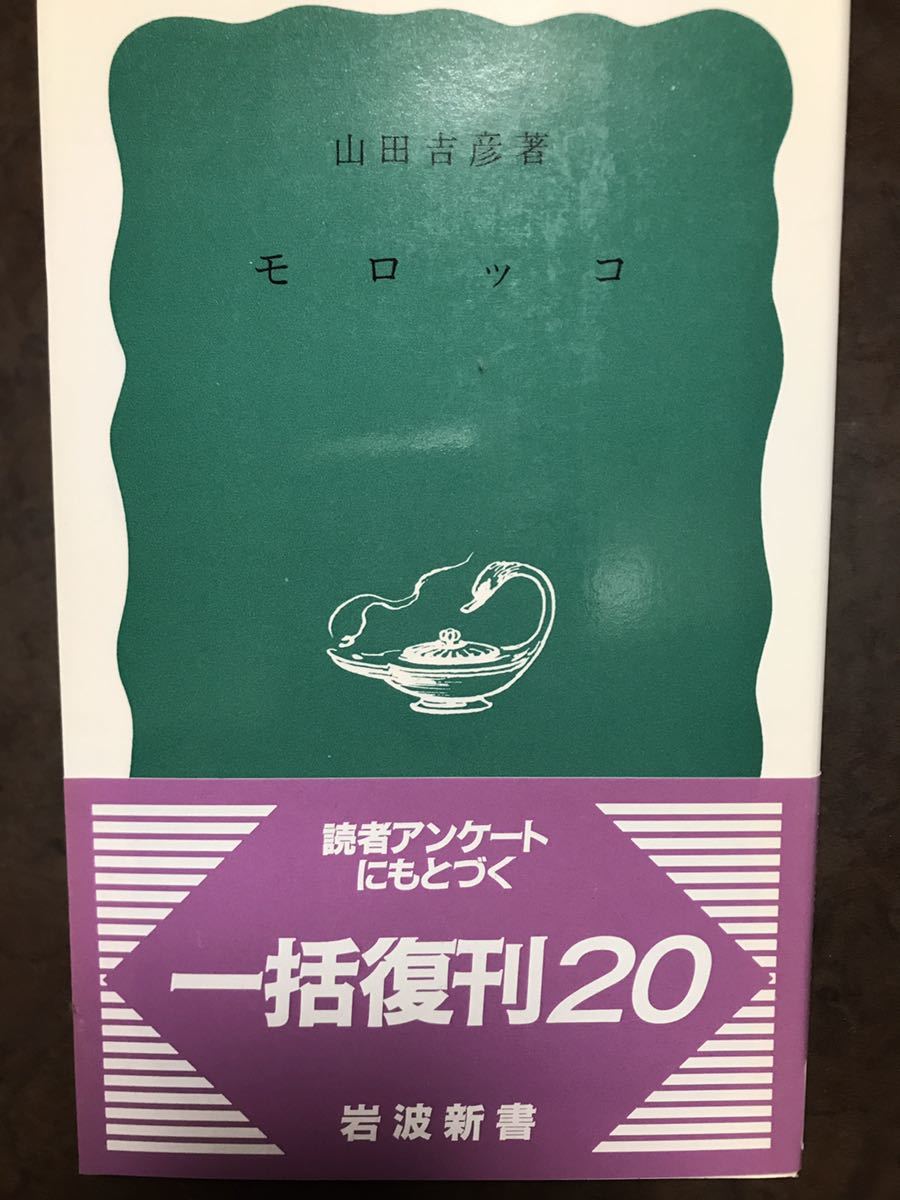 山田吉彦著
モロッコ
読者アンケート
にもとづく
一括復刊20
岩波新書